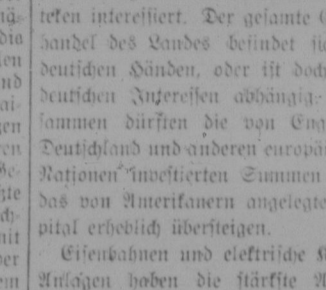 teken interessiert. Der gesamte
handel des Landes befindet
deutschen Händen, oder ist doch
deutschen Interessen abhängig.
sammen dürften die von Eng
Deutschland und anderen europä
Nationen investierten Summen
das von Amerikanern angelegte
pital erheblich übersteigen.
Eisenbahnen und elektrische
Anlagen haben die stärkste